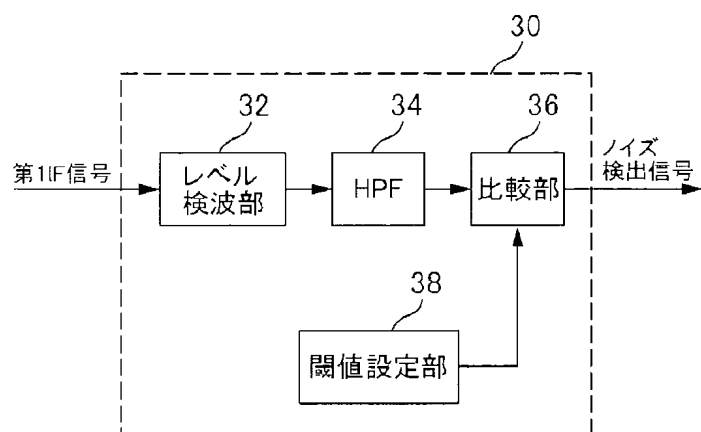 30
32
34
36
第1IF信号
レベル
検波部
HPF
比較部
ノイズ
検出信号
38
閾値設定部